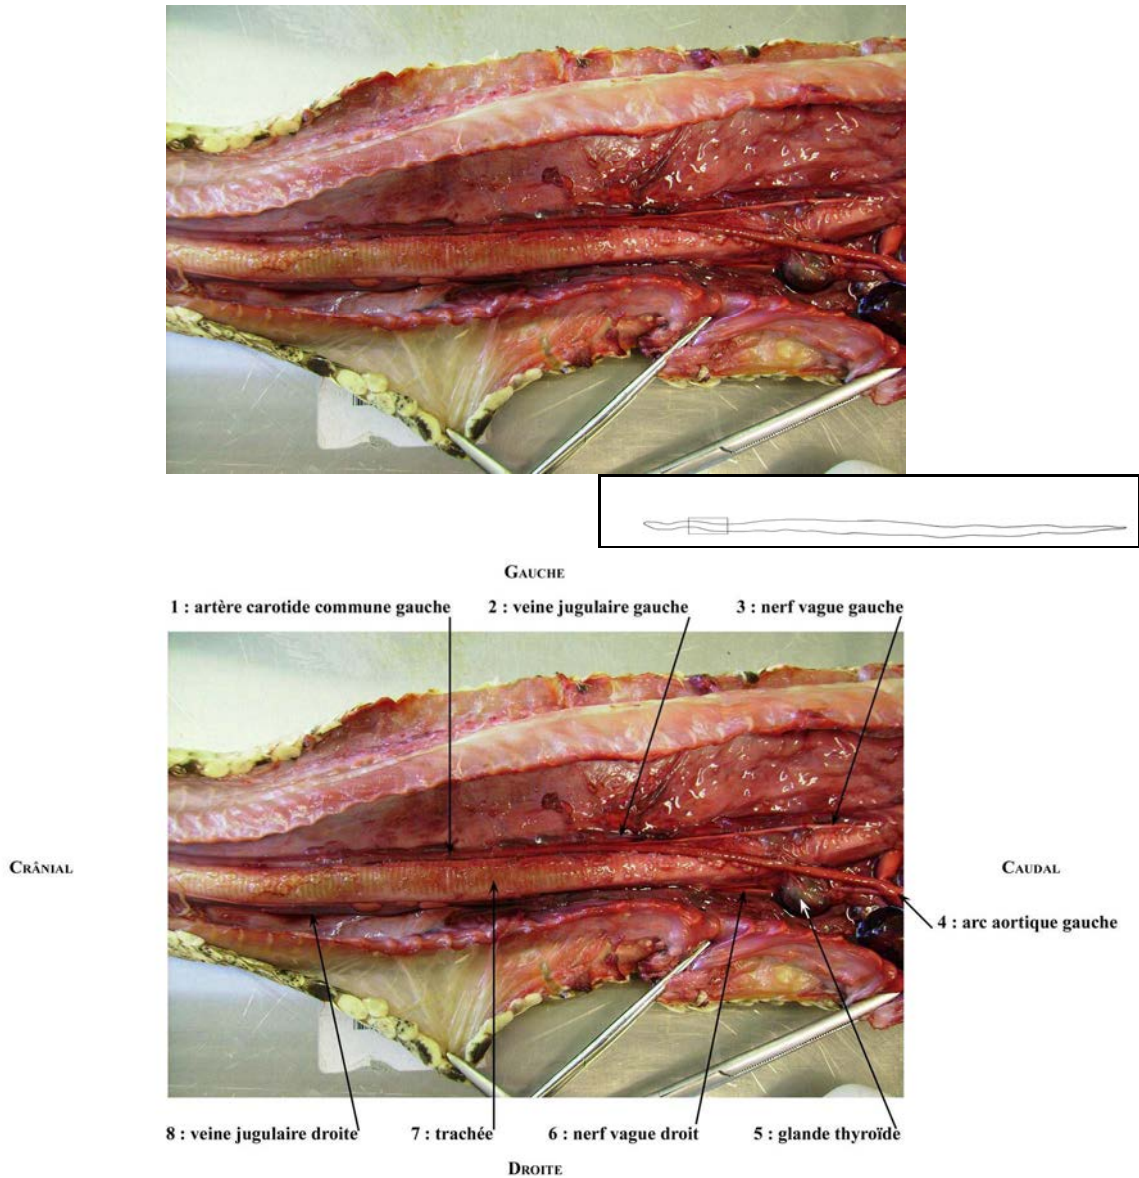 GAUCHE
1 : artère carotide commune gauche 2 : veine jugulaire gauche 3 : nerf vague gauche
CRÂNIAL
CAUDAL
4 : arc aortique gauche
8 : veine jugulaire droite 7 : trachée 6 : nerf vague droit 5 : glande thyroïde
DROITE